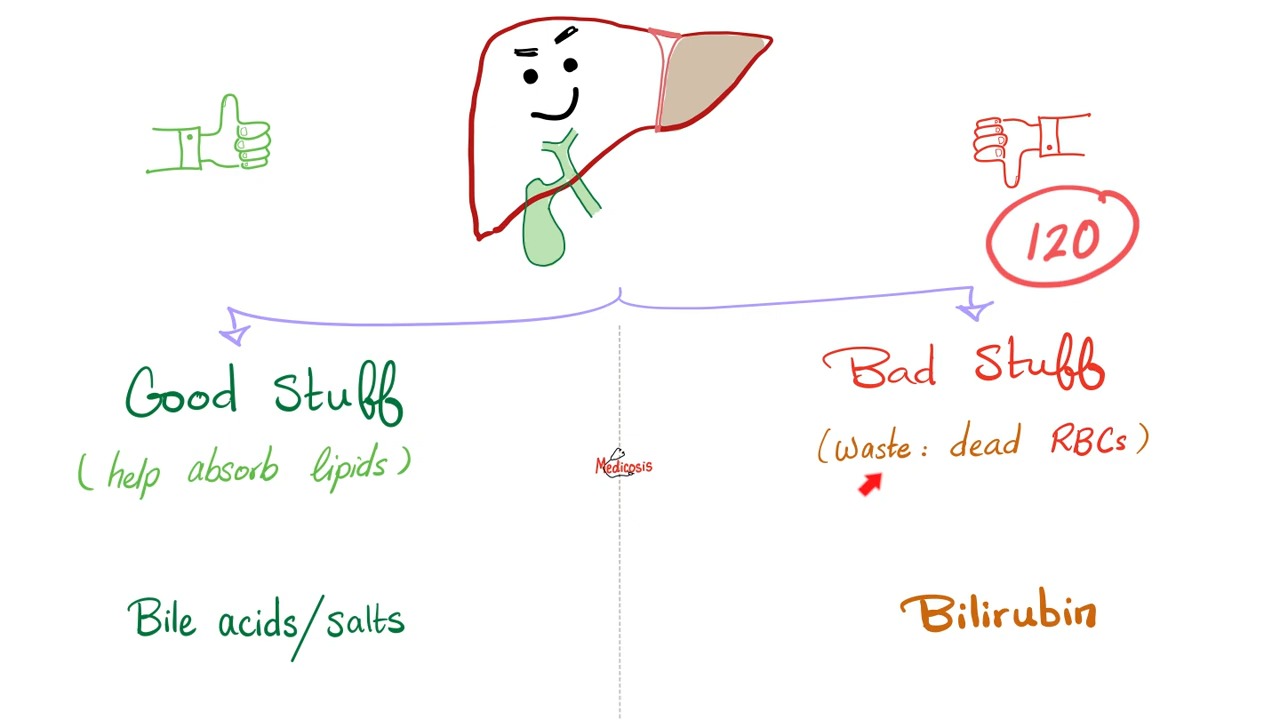 120
Good Stuff
(help absorb lipids)
Bile acids/salts
Medicosis
Bad Stuff
(waste: dead RBCs)
Bilirubin